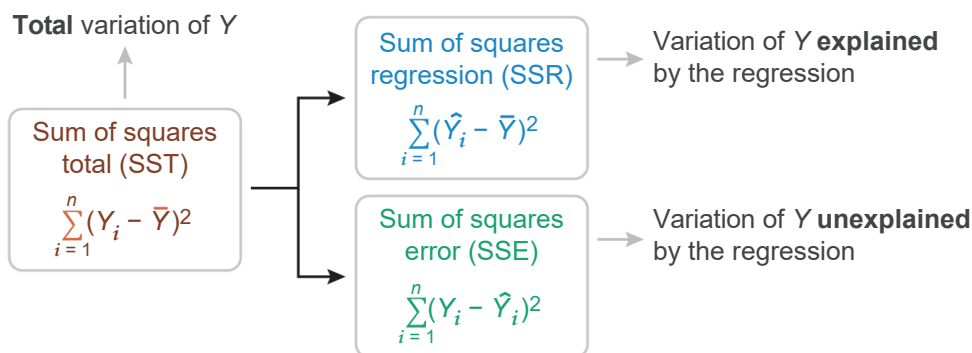 Total variation of Y
Sum of squares
total (SST)
n
∑(Yᵢ − Ȳ)²
i = 1
Sum of squares
regression (SSR)
n
∑(Ŷᵢ − Ȳ)²
i = 1
Variation of Y explained
by the regression
Sum of squares
error (SSE)
n
∑(Yᵢ − Ŷᵢ)²
i = 1
Variation of Y unexplained
by the regression